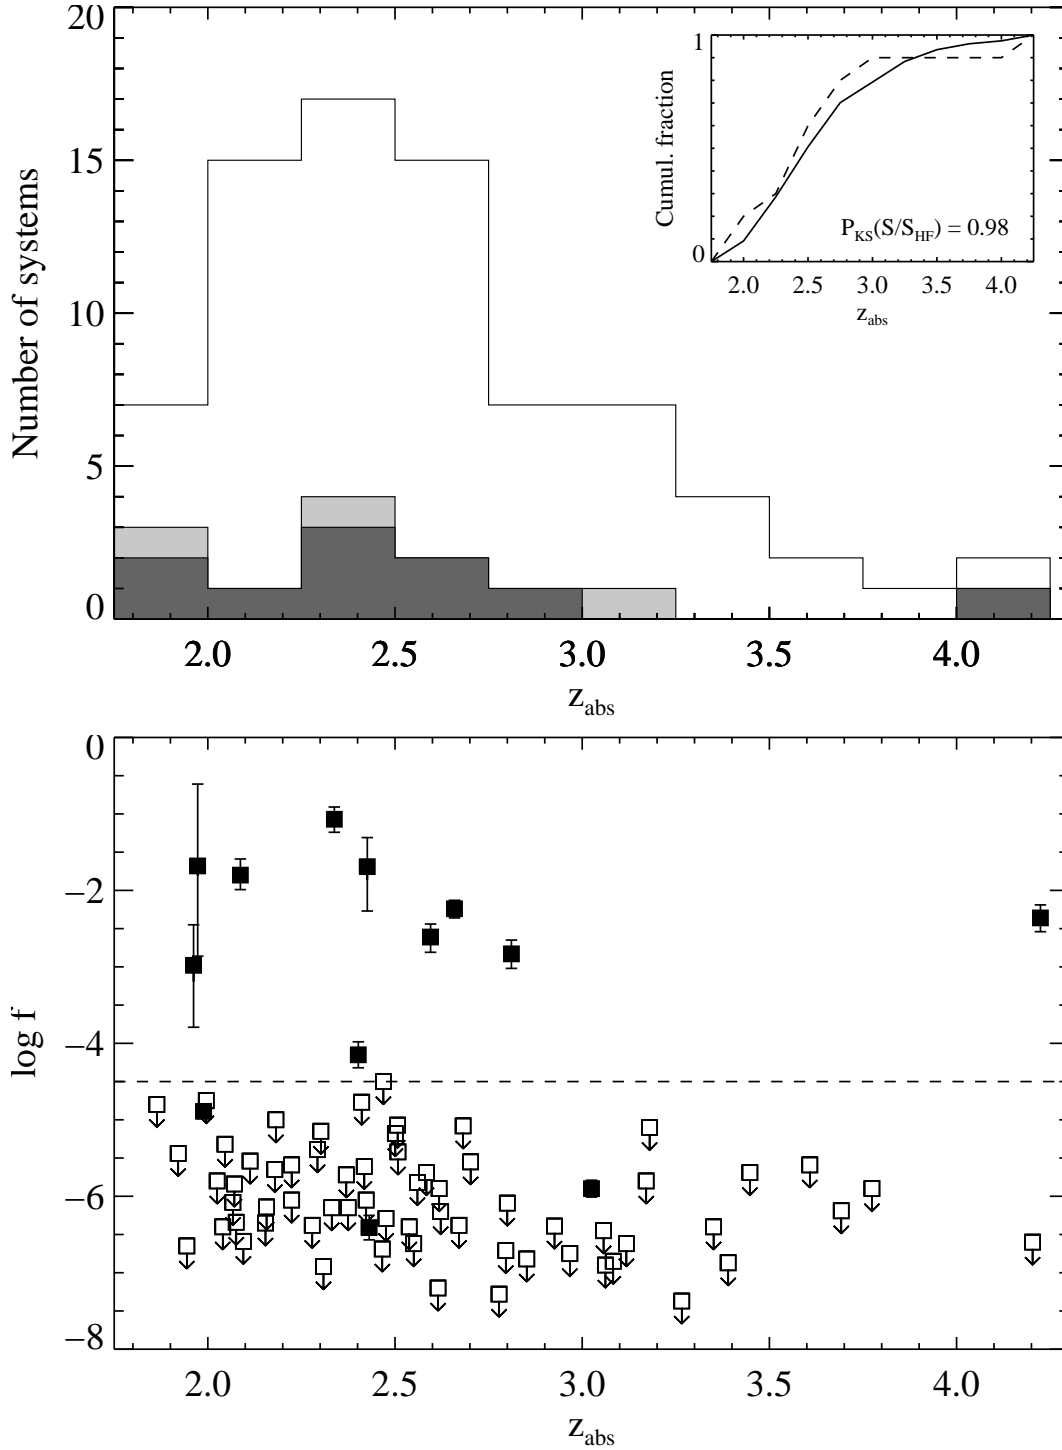 20
15
10
5
0
Number of systems
2.0 2.5 3.0 3.5 4.0
z_abs
1
0
Cumul. fraction
P_KS(S/S_HF) = 0.98
2.0 2.5 3.0 3.5 4.0
z_abs
0
−2
−4
−6
−8
log f
2.0 2.5 3.0 3.5 4.0
z_abs